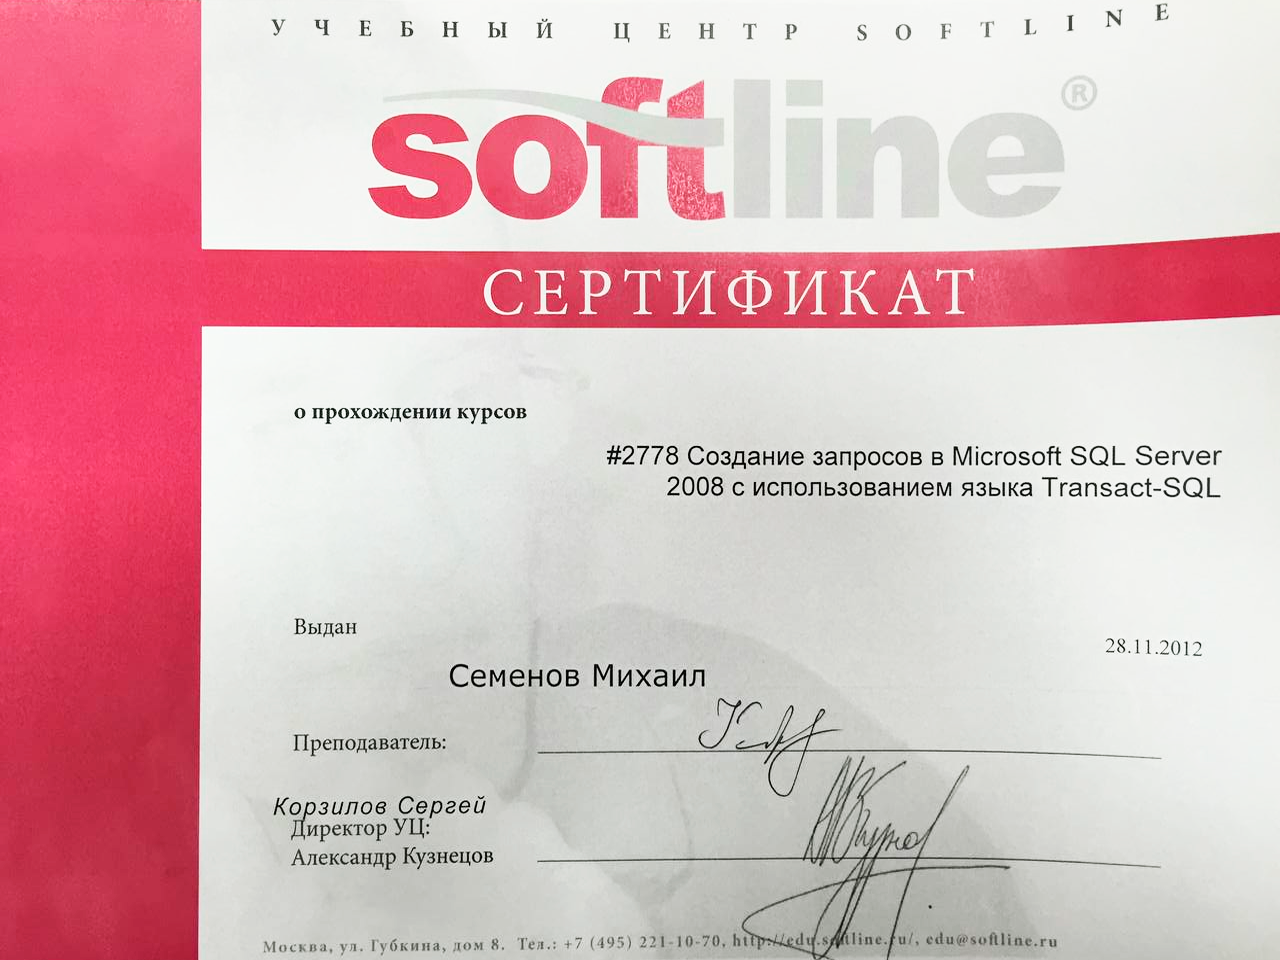 УЧЕБНЫЙ ЦЕНТР SOFTLINE
softline®
СЕРТИФИКАТ
о прохождении курсов
#2778 Создание запросов в Microsoft SQL Server
2008 с использованием языка Transact-SQL
Выдан
28.11.2012
Семенов Михаил
Преподаватель:
Корзилов Сергей
Директор УЦ:
Александр Кузнецов
Москва, ул. Губкина, дом 8. Тел.: +7 (495) 221-10-70, http://edu.softline.ru/, edu@softline.ru